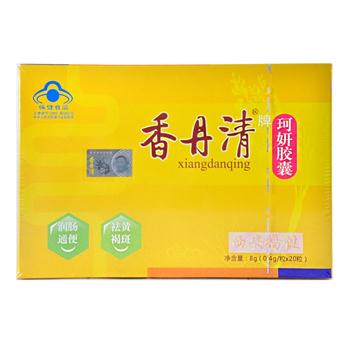 保健食品
香丹清®牌
xiangdanqing
珂妍胶囊
润肠
通便
祛黄
褐斑
净含量：8g（0.4g/粒x20粒）